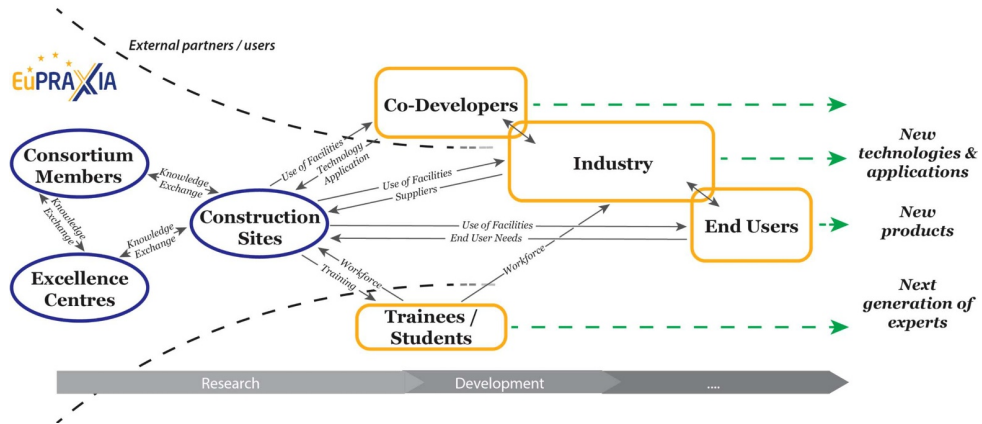 External partners / users
EuPRAXIA
Co-Developers
Consortium
Members
Knowledge
Exchange
Use of Facilities
Technology
Application
Industry
New
technologies &
applications
Use of Facilities
Suppliers
Knowledge
Exchange
Construction
Sites
Knowledge
Exchange
Use of Facilities
End User Needs
End Users
New
products
Excellence
Centres
Workforce
Training
Workforce
Trainees /
Students
Next
generation of
experts
Research
Development
....